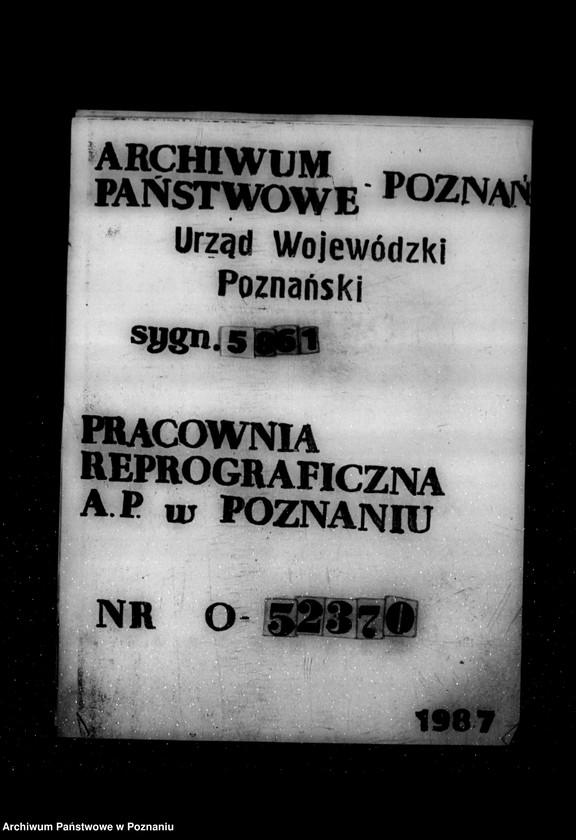 ARCHIWUM
PAŃSTWOWE - POZNAŃ
Urząd Wojewódzki
Poznański
sygn. 5861
PRACOWNIA
REPROGRAFICZNA
A.P. w POZNANIU
NR O-52370
1987
Archiwum Państwowe w Poznaniu